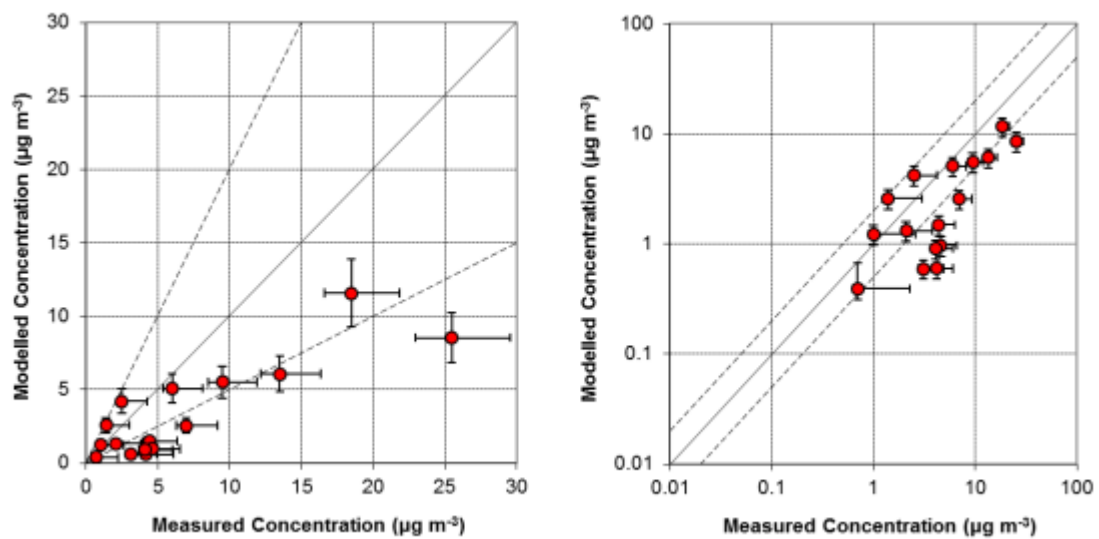 30
25
20
15
10
5
0
Modelled Concentration (µg m⁻³)
0 5 10 15 20 25 30
Measured Concentration (µg m⁻³)
100
10
1
0.1
0.01
Modelled Concentration (µg m⁻³)
0.01 0.1 1 10 100
Measured Concentration (µg m⁻³)